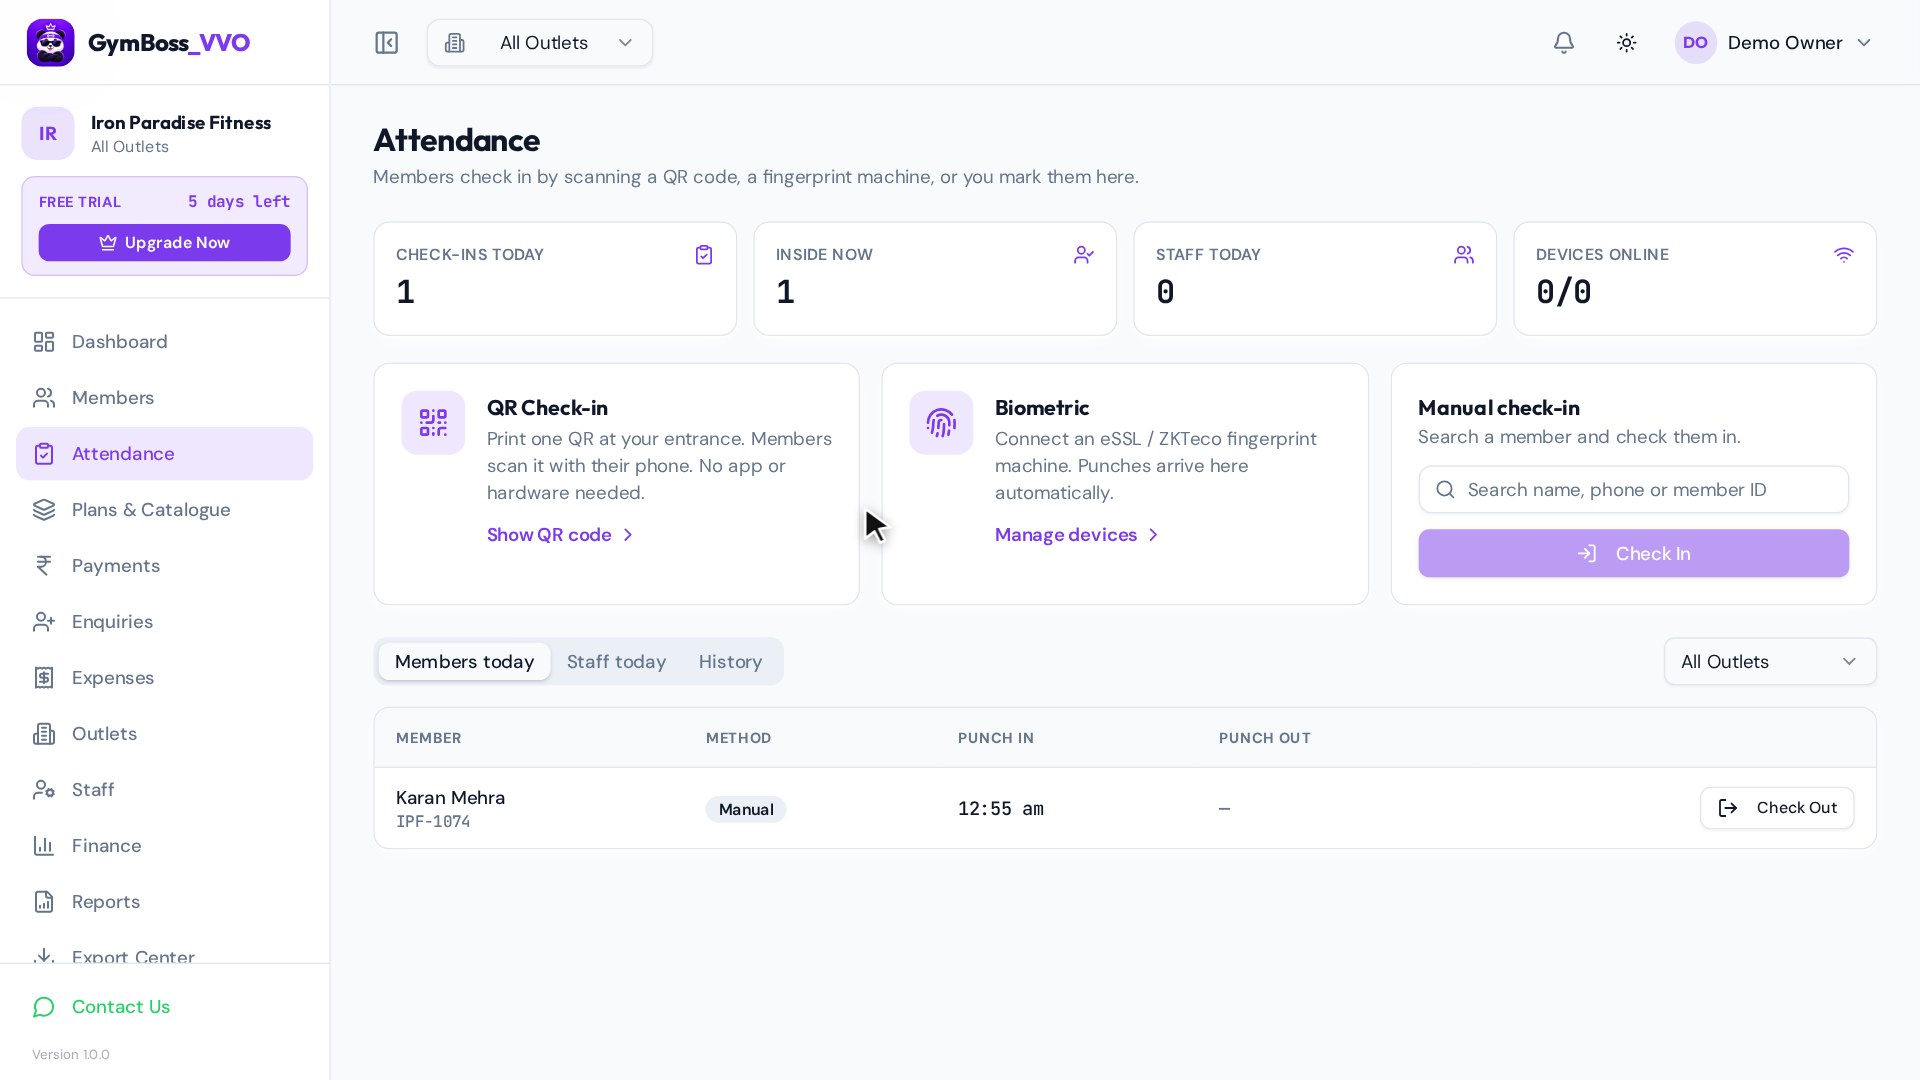 GymBoss_VVO
All Outlets
DO
Demo Owner
IR
Iron Paradise Fitness
All Outlets
FREE TRIAL
5 days left
Upgrade Now
Dashboard
Members
Attendance
Plans & Catalogue
Payments
Enquiries
Expenses
Outlets
Staff
Finance
Reports
Export Center
Contact Us
Version 1.0.0
Attendance
Members check in by scanning a QR code, a fingerprint machine, or you mark them here.
CHECK-INS TODAY
1
INSIDE NOW
1
STAFF TODAY
0
DEVICES ONLINE
0/0
QR Check-in
Print one QR at your entrance. Members
scan it with their phone. No app or
hardware needed.
Show QR code
Biometric
Connect an eSSL / ZKTeco fingerprint
machine. Punches arrive here
automatically.
Manage devices
Manual check-in
Search a member and check them in.
Search name, phone or member ID
Check In
Members today
Staff today
History
All Outlets
MEMBER
METHOD
PUNCH IN
PUNCH OUT
Karan Mehra
IPF-1074
Manual
12:55 am
—
Check Out